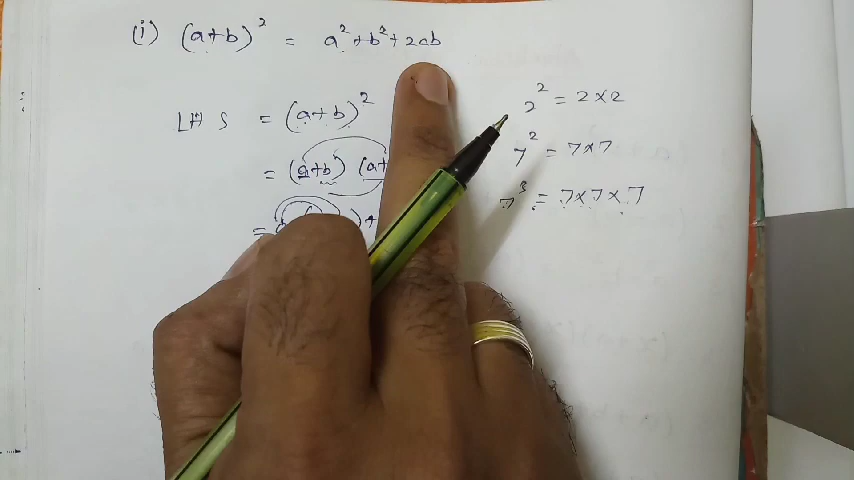 (i) (a+b)² = a²+b²+2ab
LHS = (a+b)²
= (a+b) (a+
=
2² = 2×2
7² = 7×7
7³ = 7×7×7